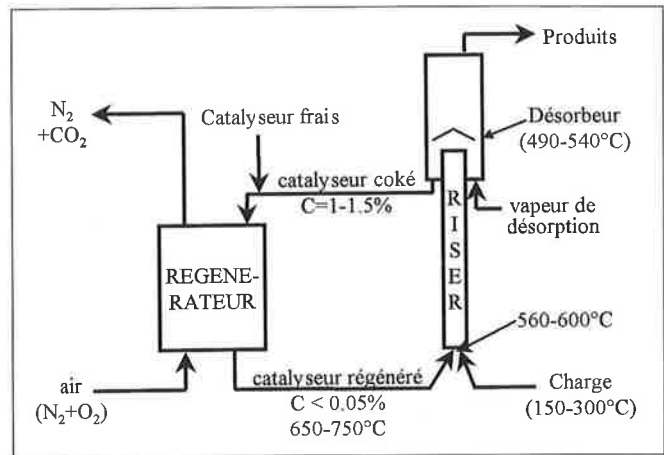 Produits
N₂
+CO₂
Catalyseur frais
Désorbeur
(490-540°C)
catalyseur coké
C=1-1.5%
vapeur de
désorption
RISER
REGENE-
RATEUR
560-600°C
air
(N₂+O₂)
catalyseur régénéré
C < 0.05%
650-750°C
Charge
(150-300°C)